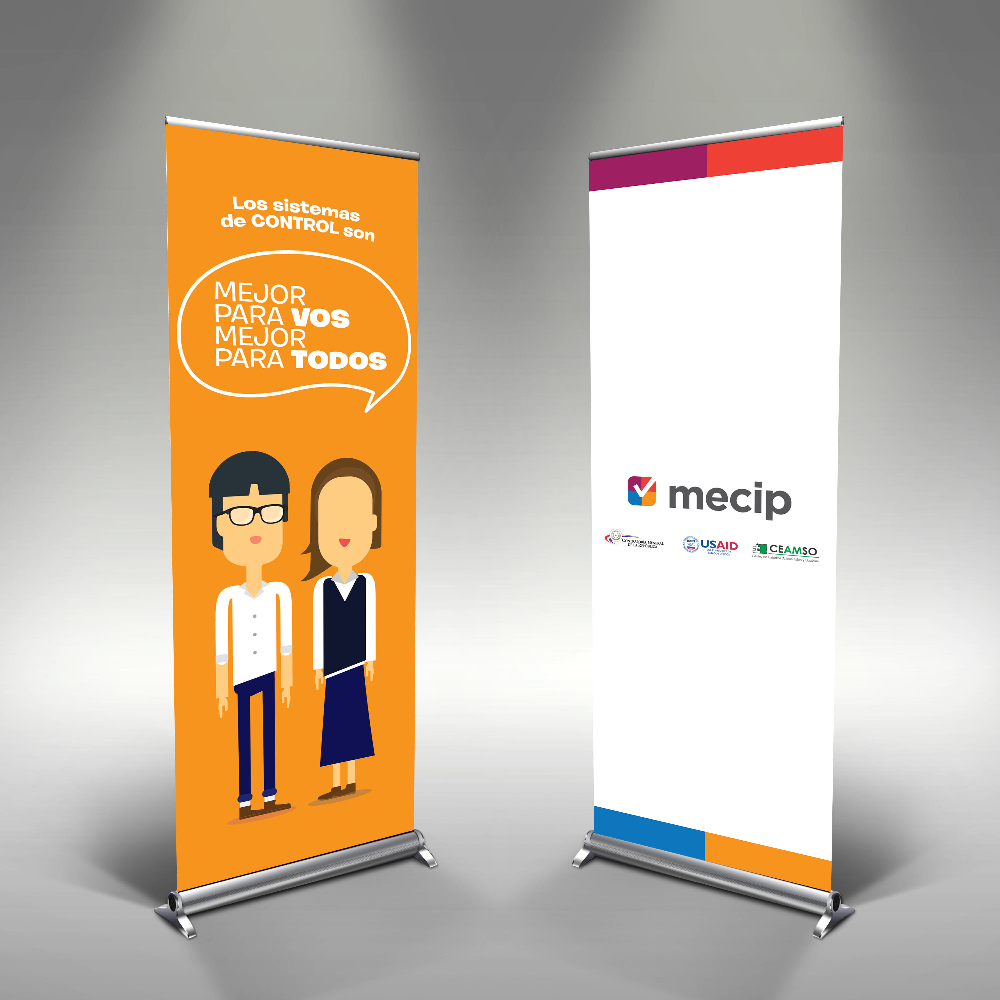 Los sistemas
de CONTROL son
MEJOR
PARA VOS
MEJOR
PARA TODOS
mecip
CONTRALORÍA GENERAL
DE LA REPÚBLICA
USAID
DEL PUEBLO DE LOS
ESTADOS UNIDOS
CEAMSO
Centro de Estudios Ambientales y Sociales